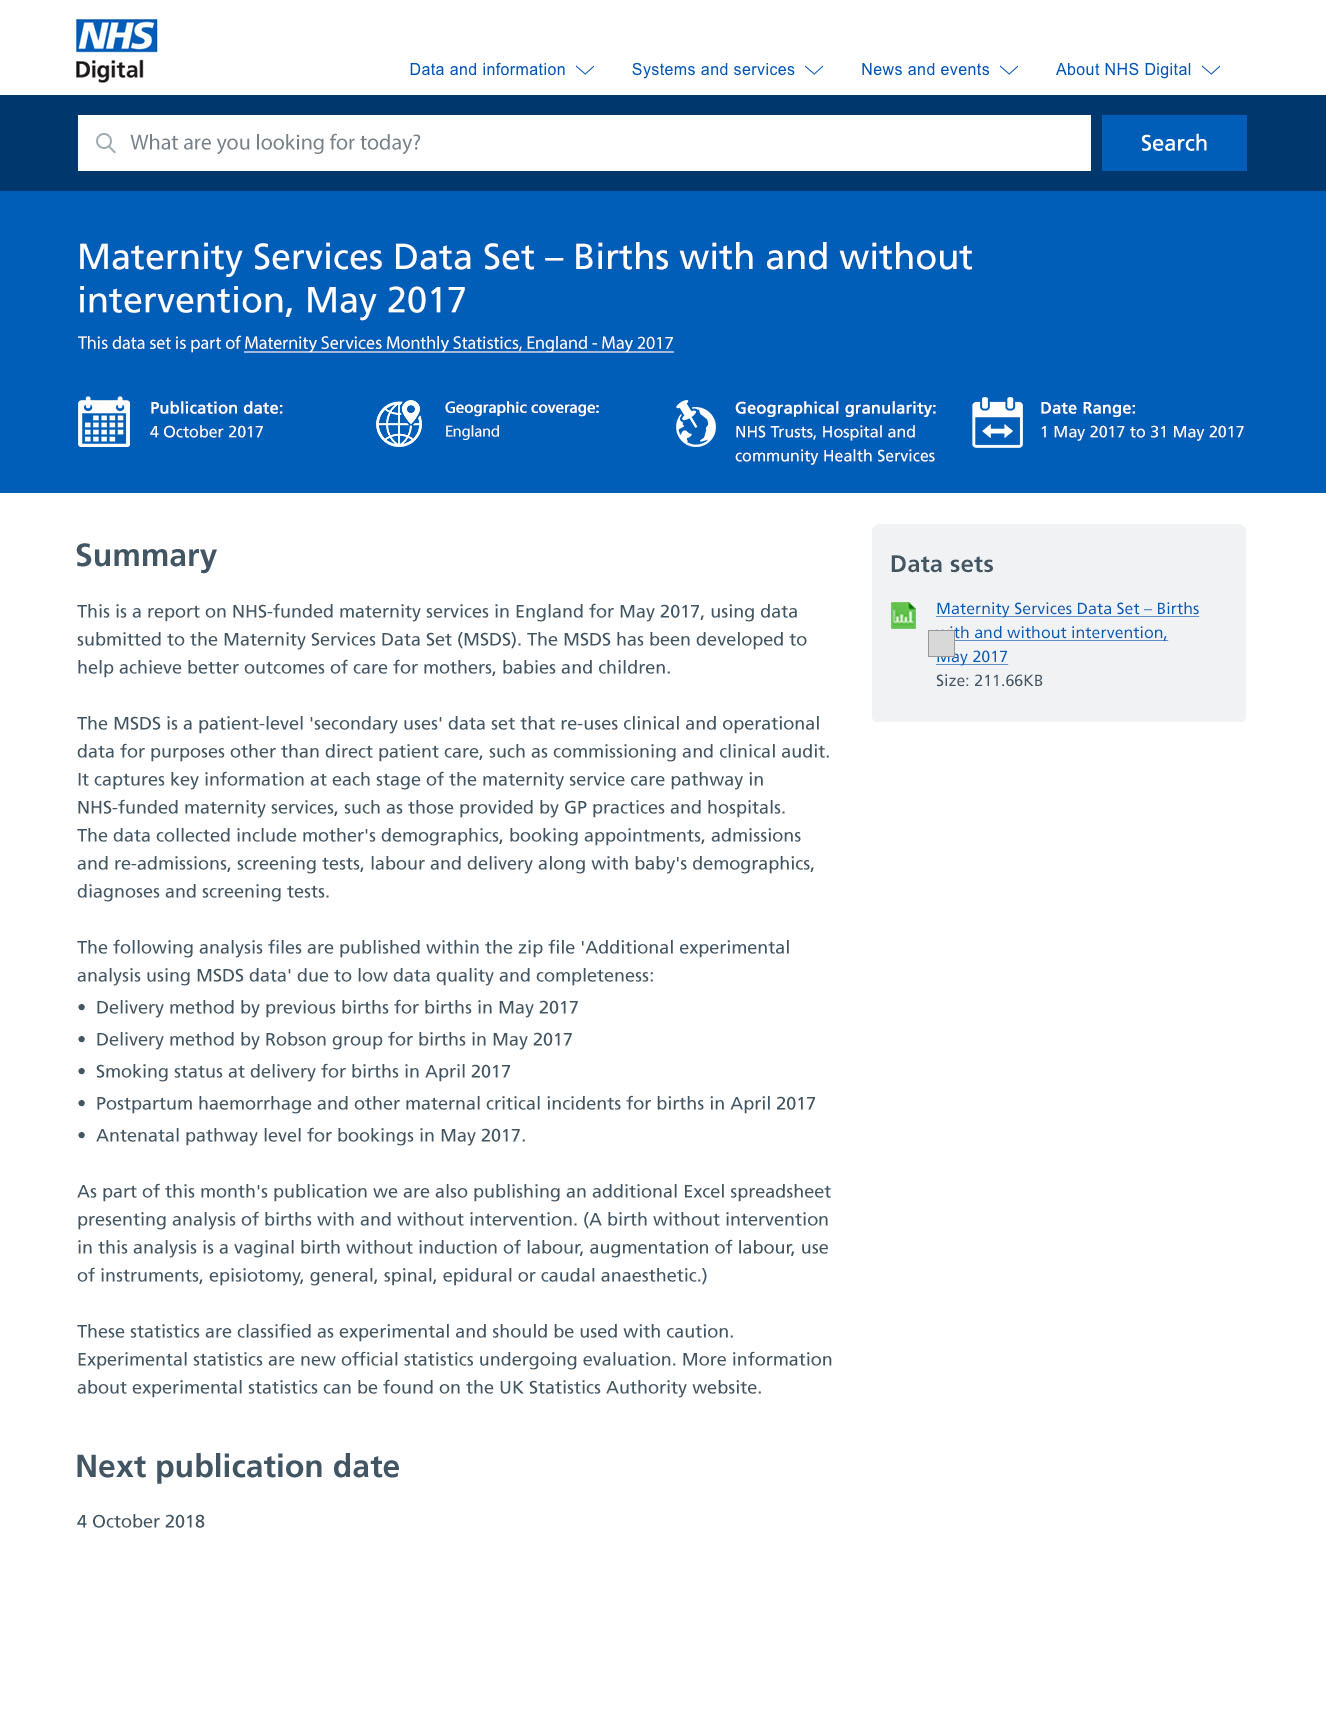 NHS
Digital
Data and information
Systems and services
News and events
About NHS Digital
What are you looking for today?
Search
Maternity Services Data Set – Births with and without
intervention, May 2017
This data set is part of Maternity Services Monthly Statistics, England - May 2017
Publication date:
4 October 2017
Geographic coverage:
England
Geographical granularity:
NHS Trusts, Hospital and
community Health Services
Date Range:
1 May 2017 to 31 May 2017
Summary
This is a report on NHS-funded maternity services in England for May 2017, using data
submitted to the Maternity Services Data Set (MSDS). The MSDS has been developed to
help achieve better outcomes of care for mothers, babies and children.
The MSDS is a patient-level 'secondary uses' data set that re-uses clinical and operational
data for purposes other than direct patient care, such as commissioning and clinical audit.
It captures key information at each stage of the maternity service care pathway in
NHS-funded maternity services, such as those provided by GP practices and hospitals.
The data collected include mother's demographics, booking appointments, admissions
and re-admissions, screening tests, labour and delivery along with baby's demographics,
diagnoses and screening tests.
The following analysis files are published within the zip file 'Additional experimental
analysis using MSDS data' due to low data quality and completeness:
• Delivery method by previous births for births in May 2017
• Delivery method by Robson group for births in May 2017
• Smoking status at delivery for births in April 2017
• Postpartum haemorrhage and other maternal critical incidents for births in April 2017
• Antenatal pathway level for bookings in May 2017.
As part of this month's publication we are also publishing an additional Excel spreadsheet
presenting analysis of births with and without intervention. (A birth without intervention
in this analysis is a vaginal birth without induction of labour, augmentation of labour, use
of instruments, episiotomy, general, spinal, epidural or caudal anaesthetic.)
These statistics are classified as experimental and should be used with caution.
Experimental statistics are new official statistics undergoing evaluation. More information
about experimental statistics can be found on the UK Statistics Authority website.
Next publication date
4 October 2018
Data sets
Maternity Services Data Set – Births
and without intervention,
May 2017
Size: 211.66KB